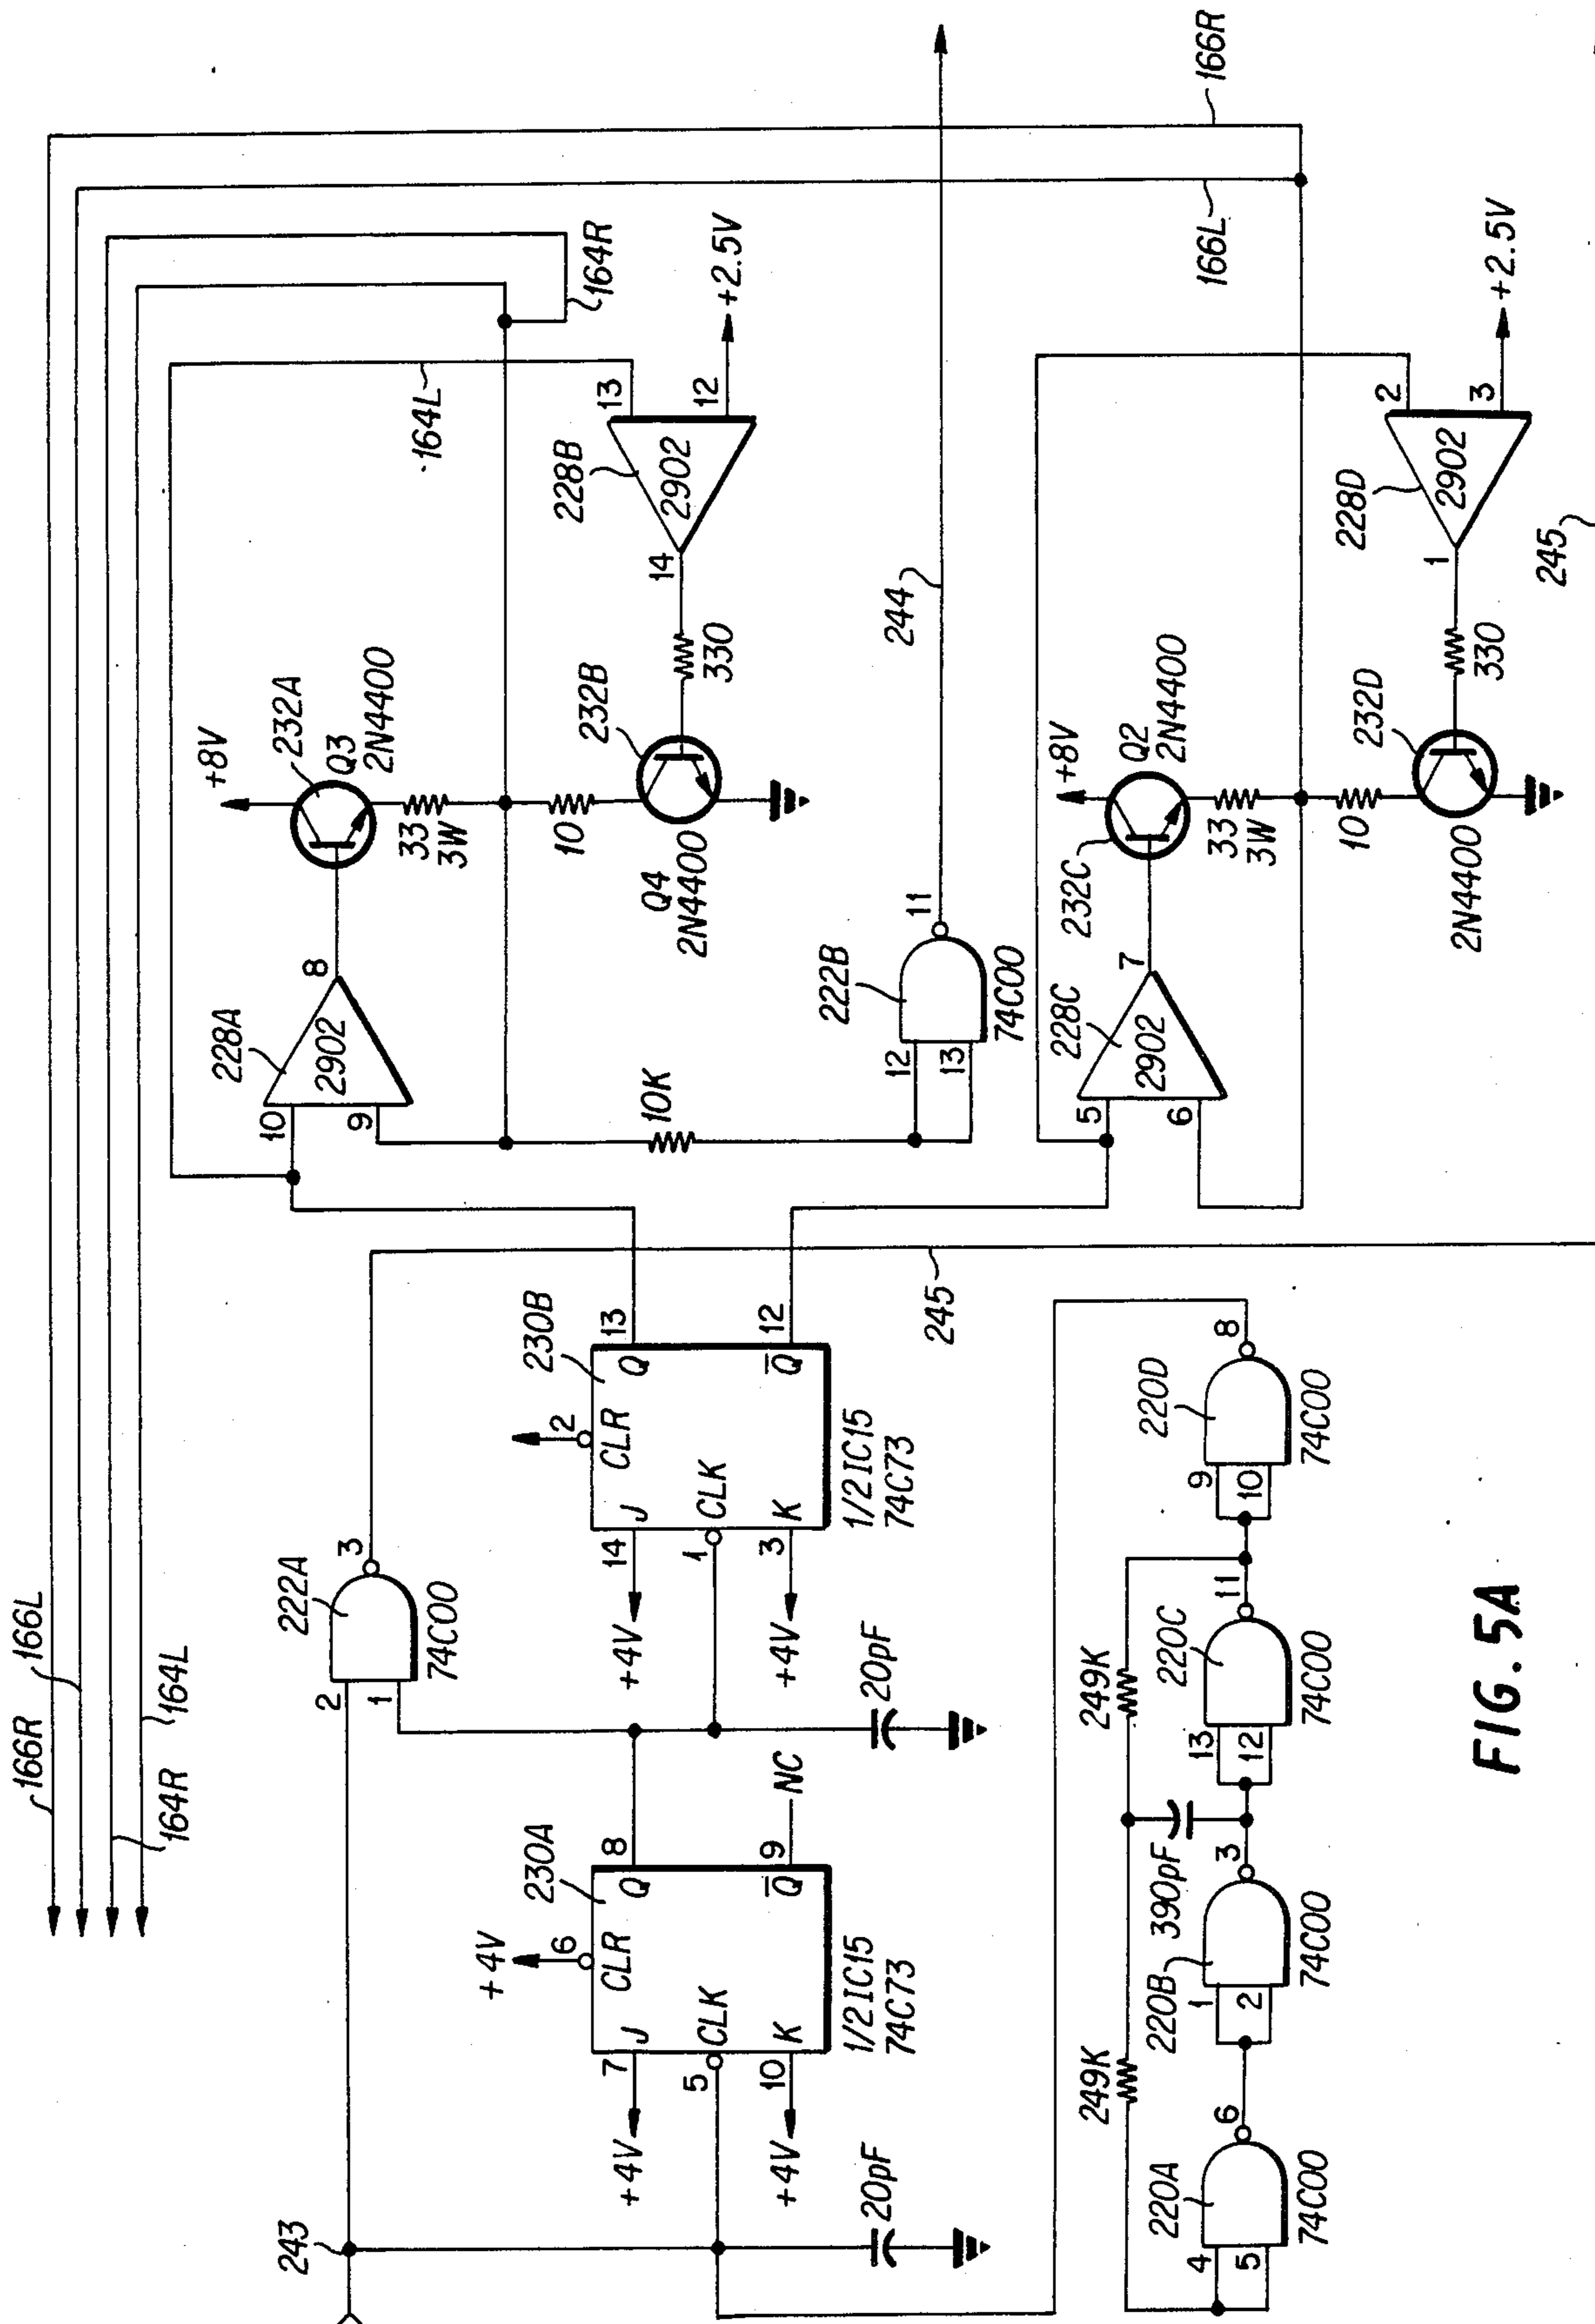 166R
166L
164R
164L
166R
166L
164R
164L
243
222A
2
1
3
74C00
230A
+4V
6
CLR
J
7
+4V
CLK
5
K
10
+4V
Q
8
Q̅
9
NC
1/2IC15
74C73
20pF
20pF
230B
2
CLR
J
14
+4V
CLK
1
K
3
+4V
Q
13
Q̅
12
1/2IC15
74C73
245
245
220A
4
5
6
74C00
249K
220B
1
2
3
74C00
390pF
249K
220C
13
12
11
74C00
220D
9
10
8
74C00
228A
10
9
2902
8
+8V
232A
Q3
2N4400
33
3W
10
Q4
2N4400
232B
330
14
228B
2902
13
12
+2.5V
10K
222B
12
13
11
74C00
244
228C
5
6
2902
7
232C
+8V
Q2
2N4400
33
3W
10
232D
2N4400
330
1
228D
2902
2
3
+2.5V
FIG. 5A